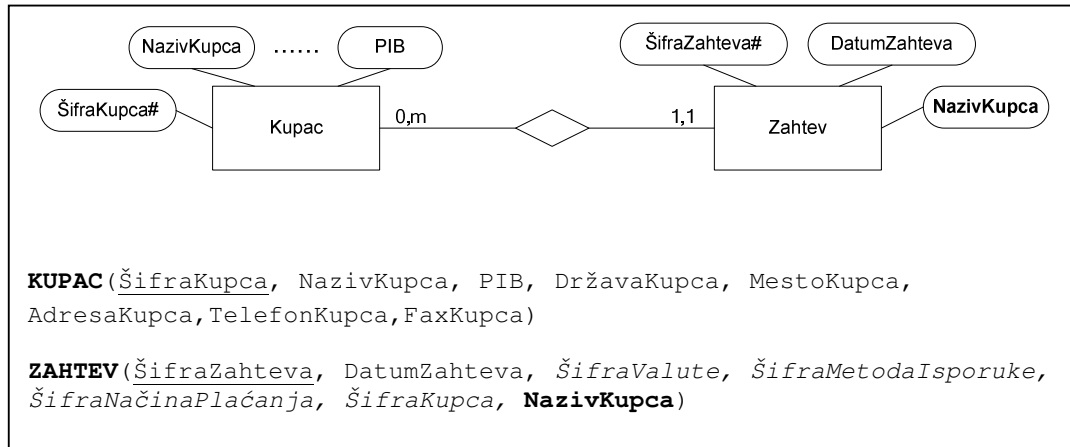 NazivKupca ...... PIB
ŠifraKupca#
Kupac
0,m
1,1
ŠifraZahteva# DatumZahteva
NazivKupca
Zahtev
KUPAC(ŠifraKupca, NazivKupca, PIB, DržavaKupca, MestoKupca,
AdresaKupca,TelefonKupca,FaxKupca)
ZAHTEV(ŠifraZahteva, DatumZahteva, ŠifraValute, ŠifraMetodaIsporuke,
ŠifraNačinaPlaćanja, ŠifraKupca, NazivKupca)